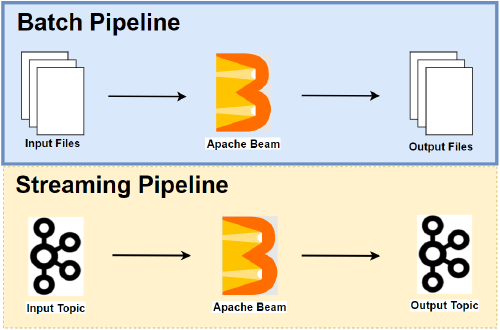 Batch Pipeline
Input Files
Apache Beam
Output Files
Streaming Pipeline
Input Topic
Apache Beam
Output Topic